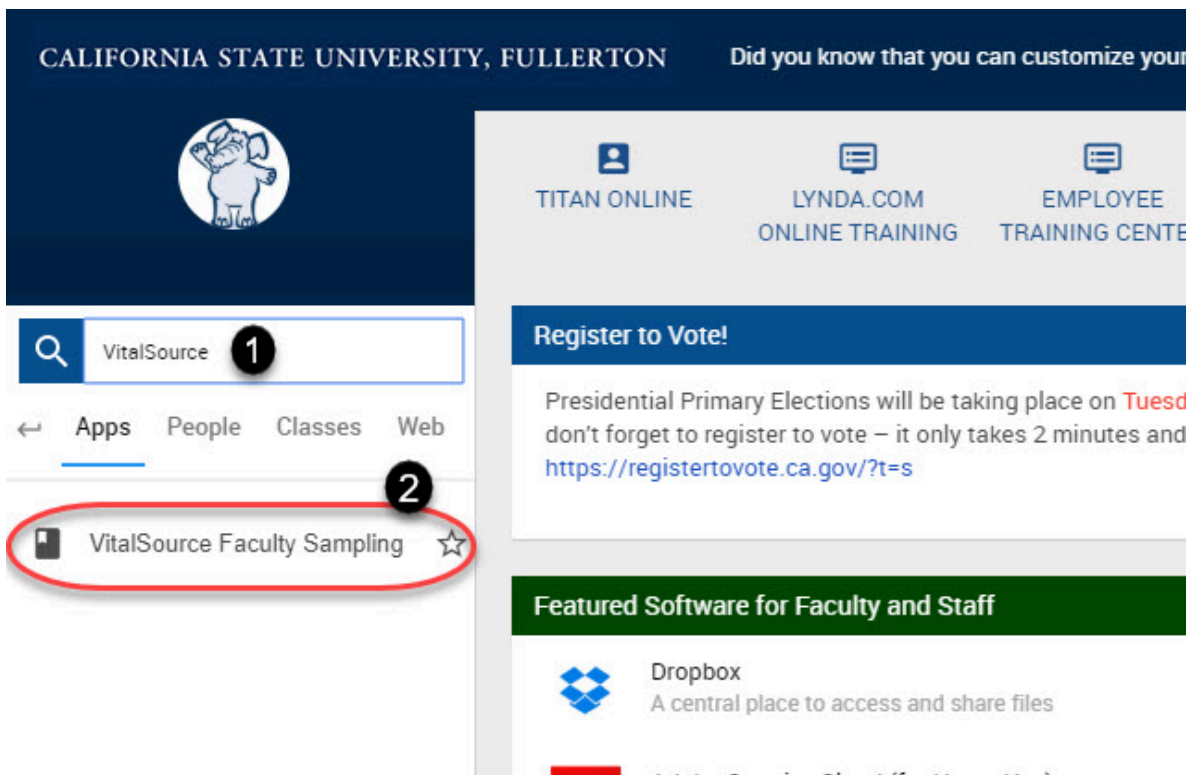 CALIFORNIA STATE UNIVERSITY, FULLERTON
Did you know that you can customize your
TITAN ONLINE
LYNDA.COM
ONLINE TRAINING
EMPLOYEE
TRAINING CENTE
VitalSource
1
Apps People Classes Web
2
VitalSource Faculty Sampling
Register to Vote!
Presidential Primary Elections will be taking place on Tuesd
don't forget to register to vote – it only takes 2 minutes and
https://registertovote.ca.gov/?t=s
Featured Software for Faculty and Staff
Dropbox
A central place to access and share files